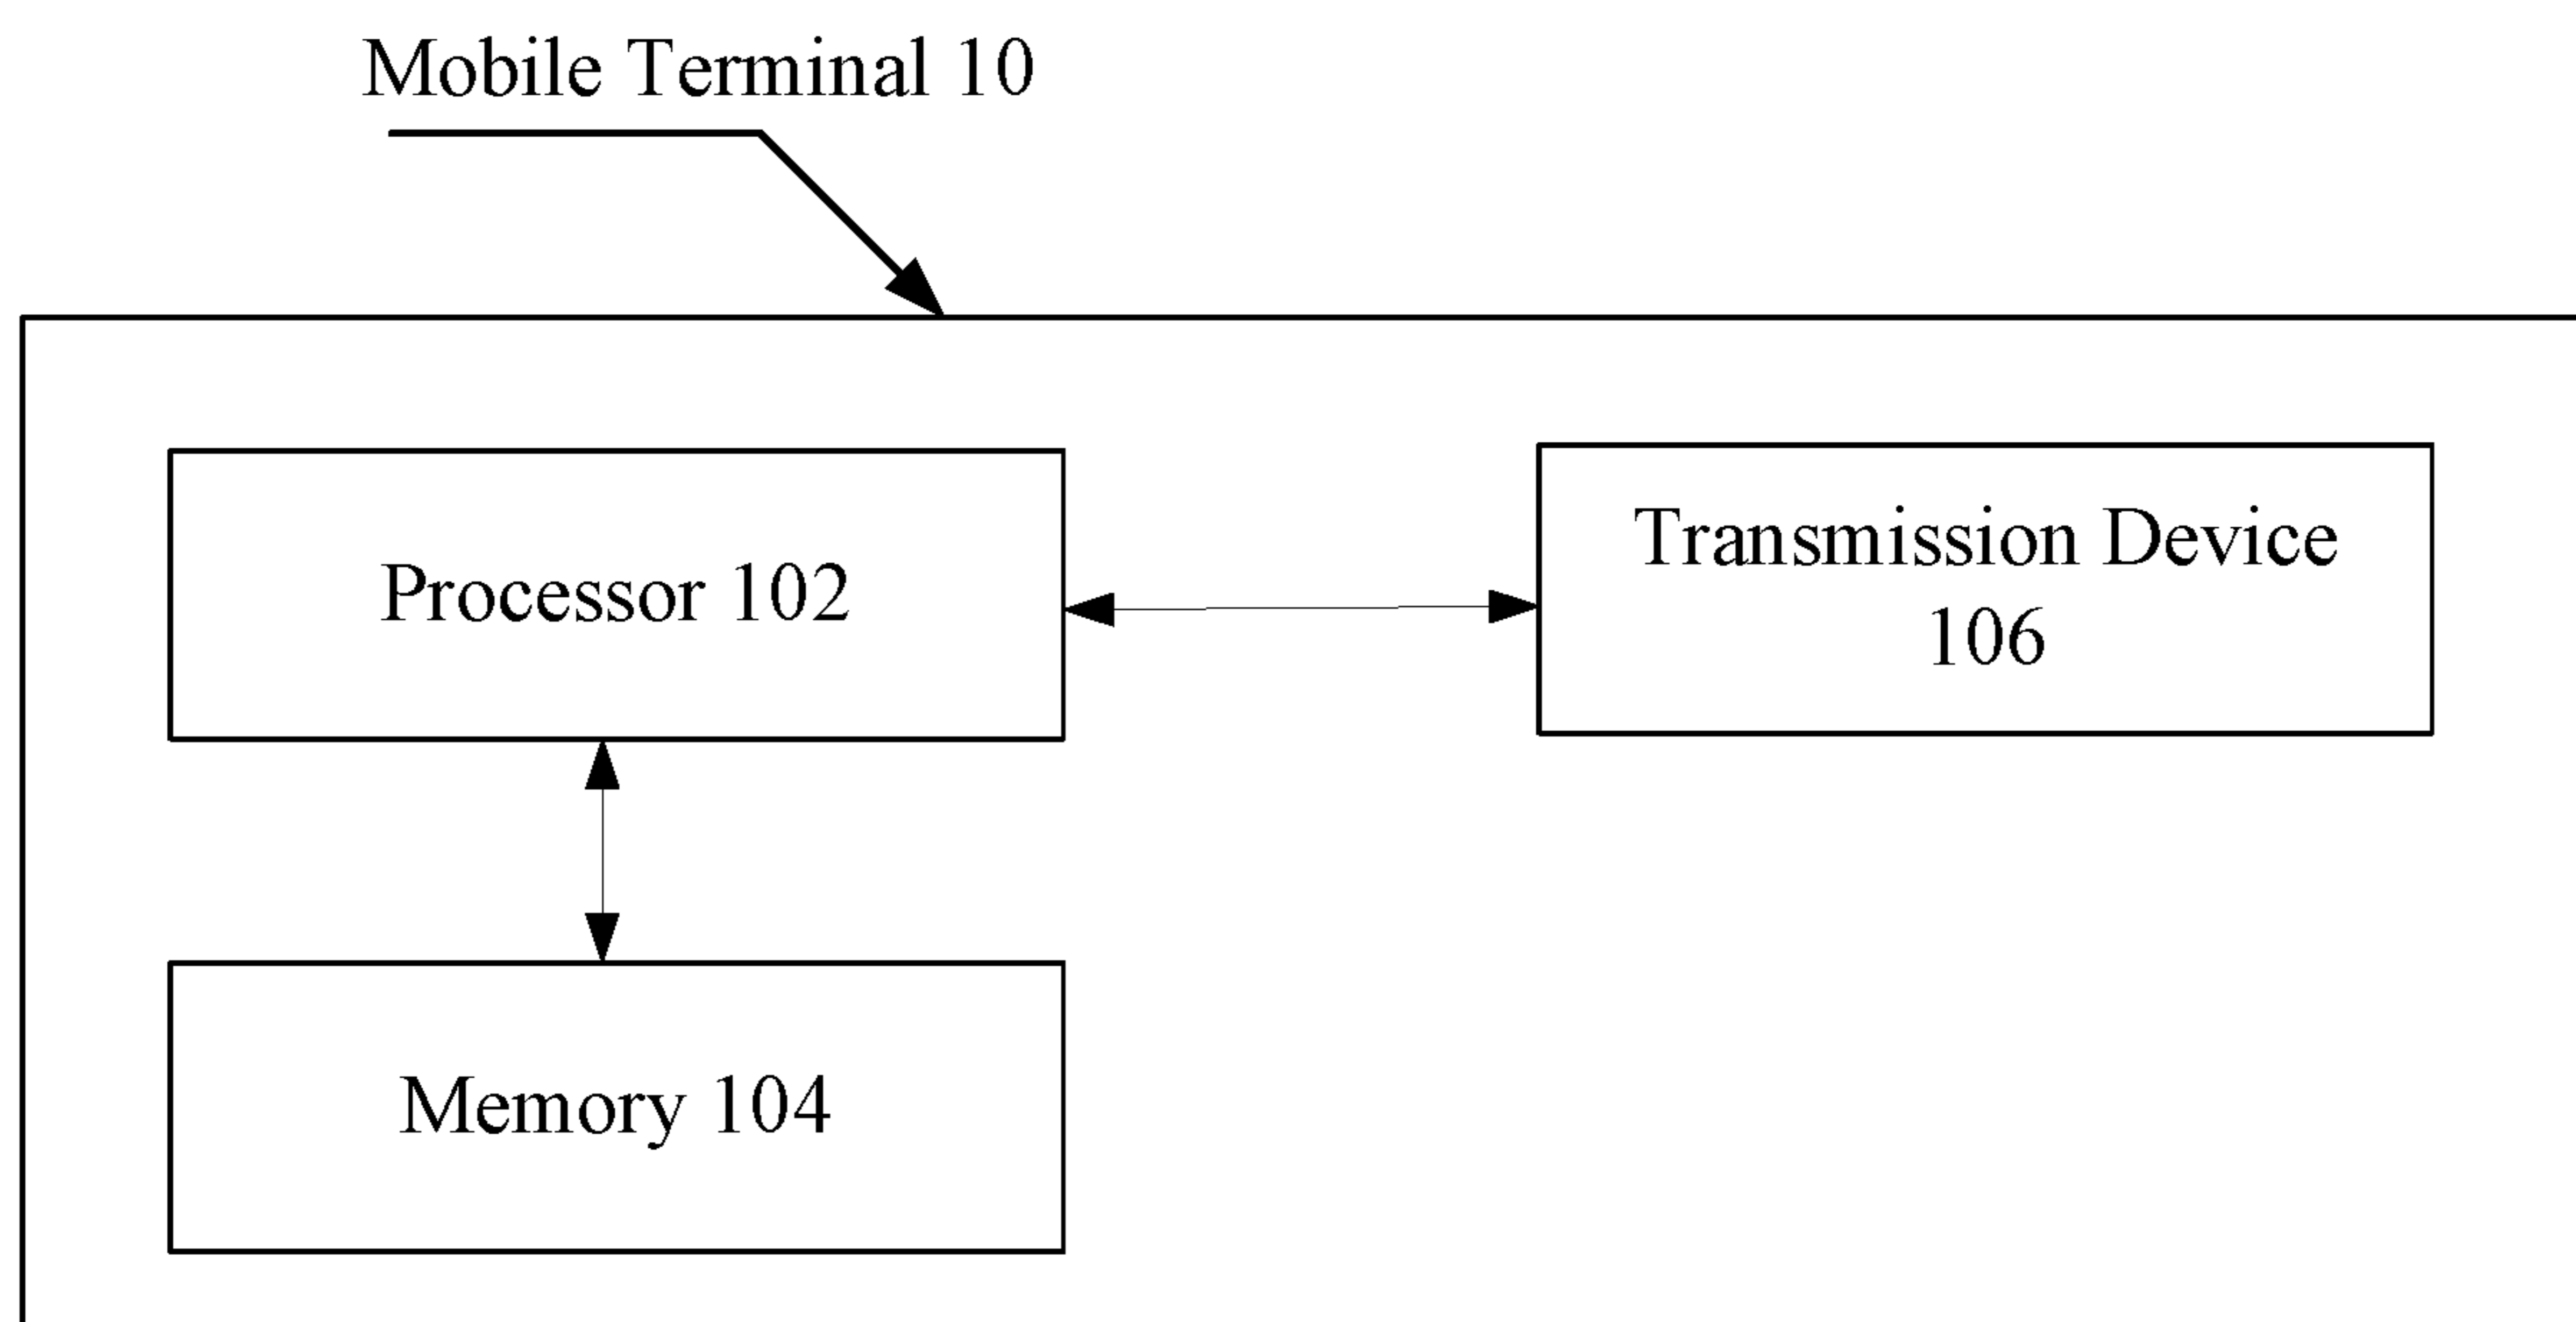 Mobile Terminal 10
Processor 102
Transmission Device
106
Memory 104